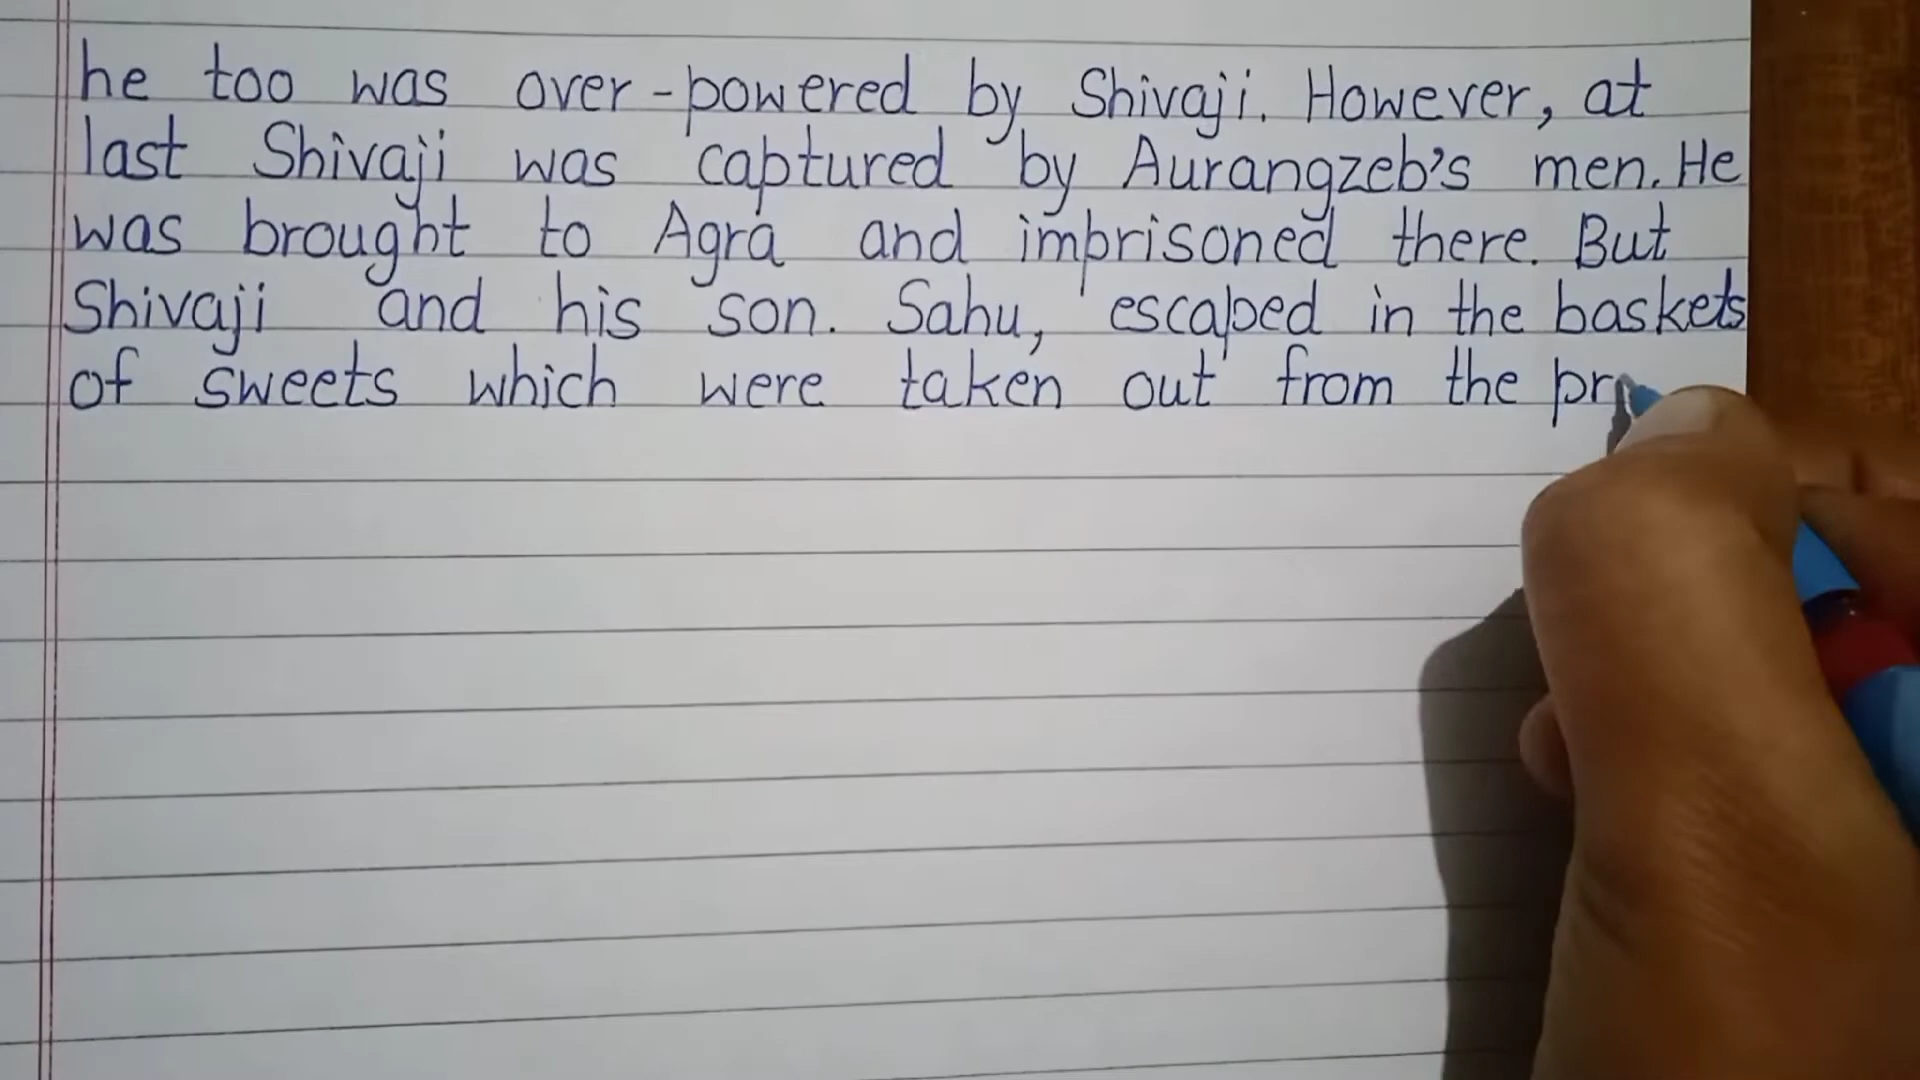 he too was over-powered by Shivaji. However, at
last Shivaji was captured by Aurangzeb's men. He
was brought to Agra and imprisoned there. But
Shivaji and his son. Sahu, escaped in the baskets
of sweets which were taken out from the pr